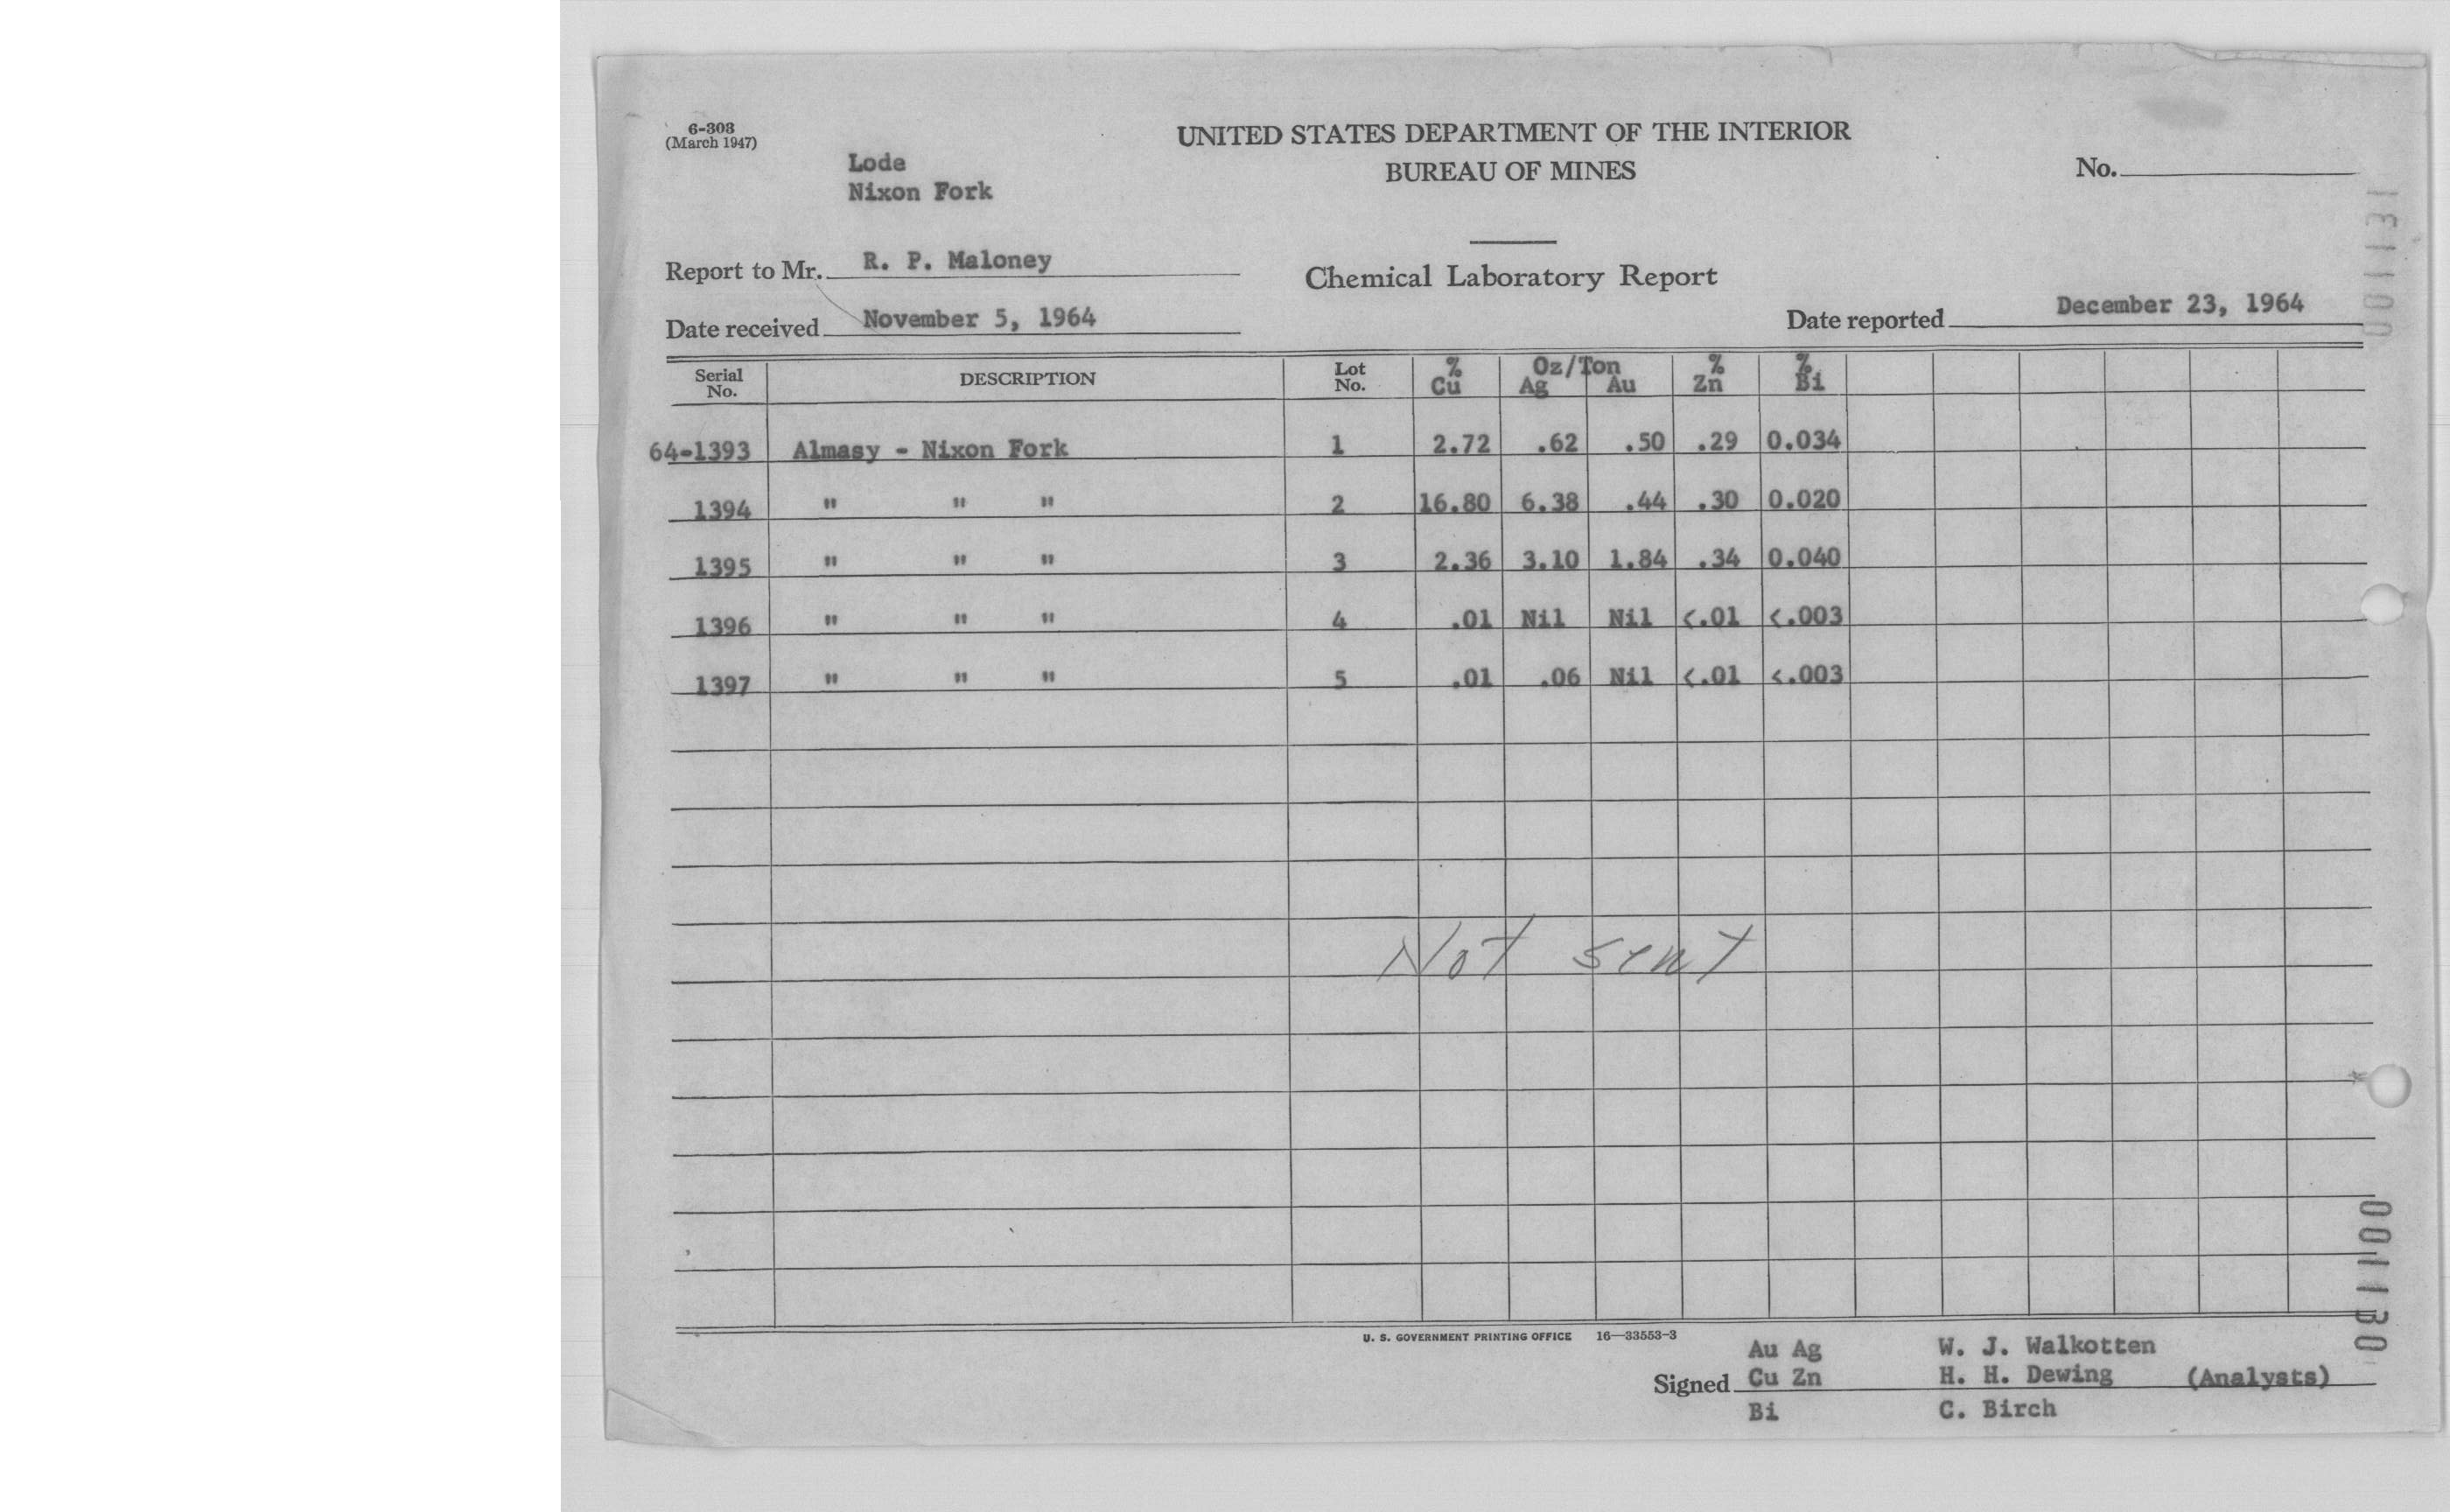 6-303
(March 1947)
UNITED STATES DEPARTMENT OF THE INTERIOR
BUREAU OF MINES
No.
Lode
Nixon Fork
001131
Report to Mr. R. P. Maloney
Chemical Laboratory Report
Date received November 5, 1964
Date reported December 23, 1964
Serial No. DESCRIPTION Lot No. % Cu Oz/Ton Ag Au % Zn % Bi
64-1393 Almasy - Nixon Fork 1 2.72 .62 .50 .29 0.034
1394 " " " 2 16.80 6.38 .44 .30 0.020
1395 " " " 3 2.36 3.10 1.84 .34 0.040
1396 " " " 4 .01 Nil Nil <.01 <.003
1397 " " " 5 .01 .06 Nil <.01 <.003
Not sent
001130
U. S. GOVERNMENT PRINTING OFFICE 16—33553-3
Au Ag W. J. Walkotten
Signed Cu Zn H. H. Dewing (Analysts)
Bi C. Birch